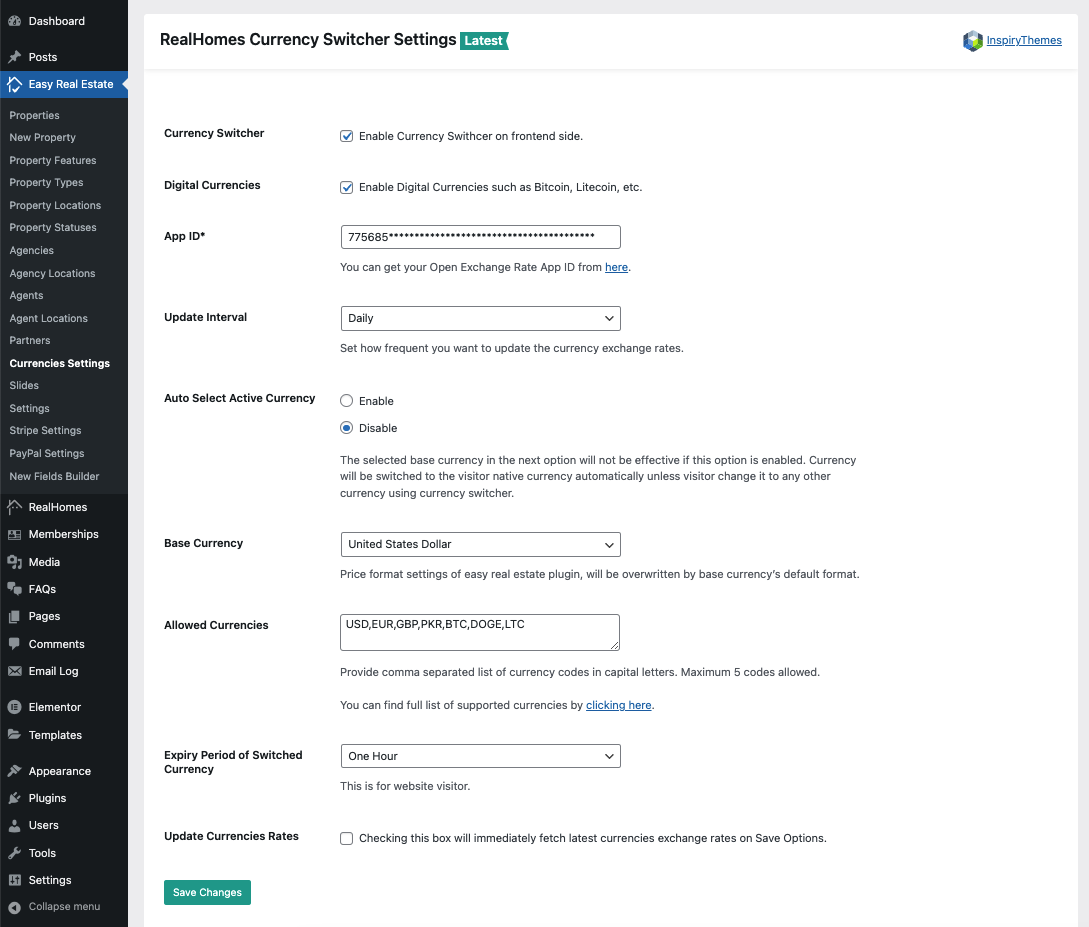 Dashboard
Posts
Easy Real Estate
Properties
New Property
Property Features
Property Types
Property Locations
Property Statuses
Agencies
Agency Locations
Agents
Agent Locations
Partners
Currencies Settings
Slides
Settings
Stripe Settings
PayPal Settings
New Fields Builder
RealHomes
Memberships
Media
FAQs
Pages
Comments
Email Log
Elementor
Templates
Appearance
Plugins
Users
Tools
Settings
Collapse menu
RealHomes Currency Switcher Settings Latest
InspiryThemes
Currency Switcher
Enable Currency Swithcer on frontend side.
Digital Currencies
Enable Digital Currencies such as Bitcoin, Litecoin, etc.
App ID*
775685****************************************
You can get your Open Exchange Rate App ID from here.
Update Interval
Daily
Set how frequent you want to update the currency exchange rates.
Auto Select Active Currency
Enable
Disable
The selected base currency in the next option will not be effective if this option is enabled. Currency
will be switched to the visitor native currency automatically unless visitor change it to any other
currency using currency switcher.
Base Currency
United States Dollar
Price format settings of easy real estate plugin, will be overwritten by base currency's default format.
Allowed Currencies
USD,EUR,GBP,PKR,BTC,DOGE,LTC
Provide comma separated list of currency codes in capital letters. Maximum 5 codes allowed.
You can find full list of supported currencies by clicking here.
Expiry Period of Switched
Currency
One Hour
This is for website visitor.
Update Currencies Rates
Checking this box will immediately fetch latest currencies exchange rates on Save Options.
Save Changes